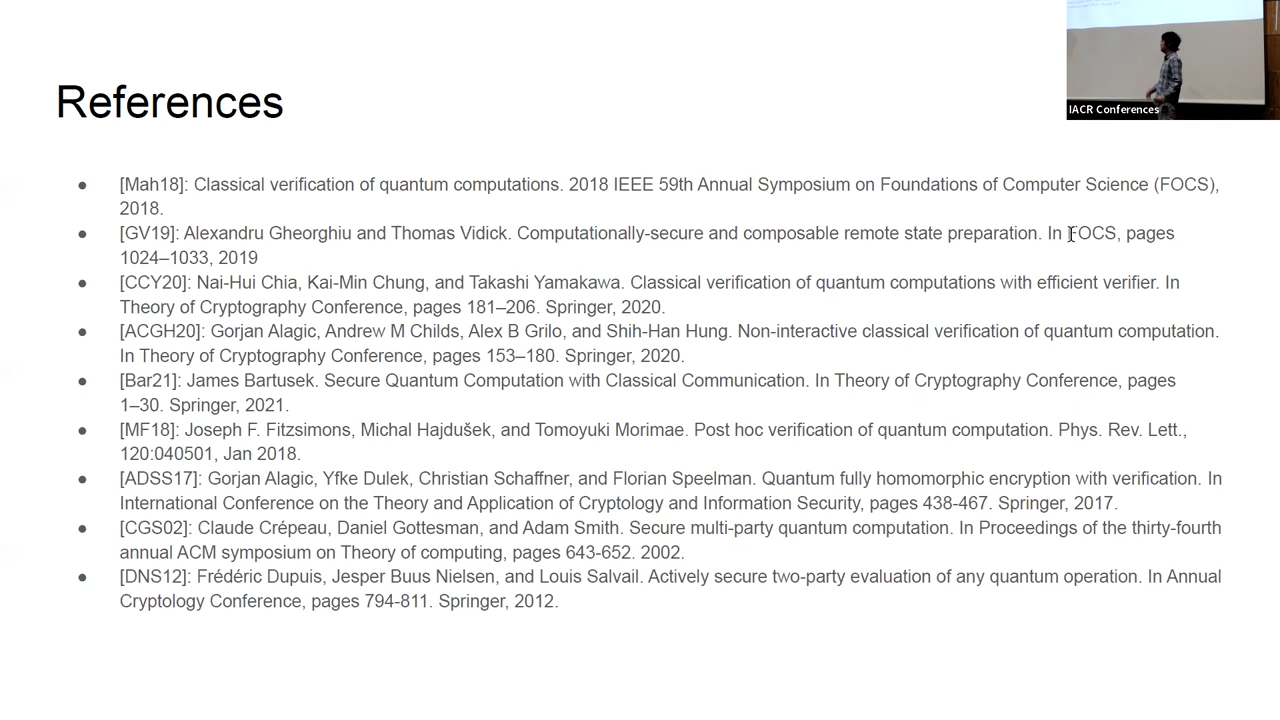 References
IACR Conferences
● [Mah18]: Classical verification of quantum computations. 2018 IEEE 59th Annual Symposium on Foundations of Computer Science (FOCS),
2018.
● [GV19]: Alexandru Gheorghiu and Thomas Vidick. Computationally-secure and composable remote state preparation. In FOCS, pages
1024–1033, 2019
● [CCY20]: Nai-Hui Chia, Kai-Min Chung, and Takashi Yamakawa. Classical verification of quantum computations with efficient verifier. In
Theory of Cryptography Conference, pages 181–206. Springer, 2020.
● [ACGH20]: Gorjan Alagic, Andrew M Childs, Alex B Grilo, and Shih-Han Hung. Non-interactive classical verification of quantum computation.
In Theory of Cryptography Conference, pages 153–180. Springer, 2020.
● [Bar21]: James Bartusek. Secure Quantum Computation with Classical Communication. In Theory of Cryptography Conference, pages
1–30. Springer, 2021.
● [MF18]: Joseph F. Fitzsimons, Michal Hajdušek, and Tomoyuki Morimae. Post hoc verification of quantum computation. Phys. Rev. Lett.,
120:040501, Jan 2018.
● [ADSS17]: Gorjan Alagic, Yfke Dulek, Christian Schaffner, and Florian Speelman. Quantum fully homomorphic encryption with verification. In
International Conference on the Theory and Application of Cryptology and Information Security, pages 438-467. Springer, 2017.
● [CGS02]: Claude Crépeau, Daniel Gottesman, and Adam Smith. Secure multi-party quantum computation. In Proceedings of the thirty-fourth
annual ACM symposium on Theory of computing, pages 643-652. 2002.
● [DNS12]: Frédéric Dupuis, Jesper Buus Nielsen, and Louis Salvail. Actively secure two-party evaluation of any quantum operation. In Annual
Cryptology Conference, pages 794-811. Springer, 2012.